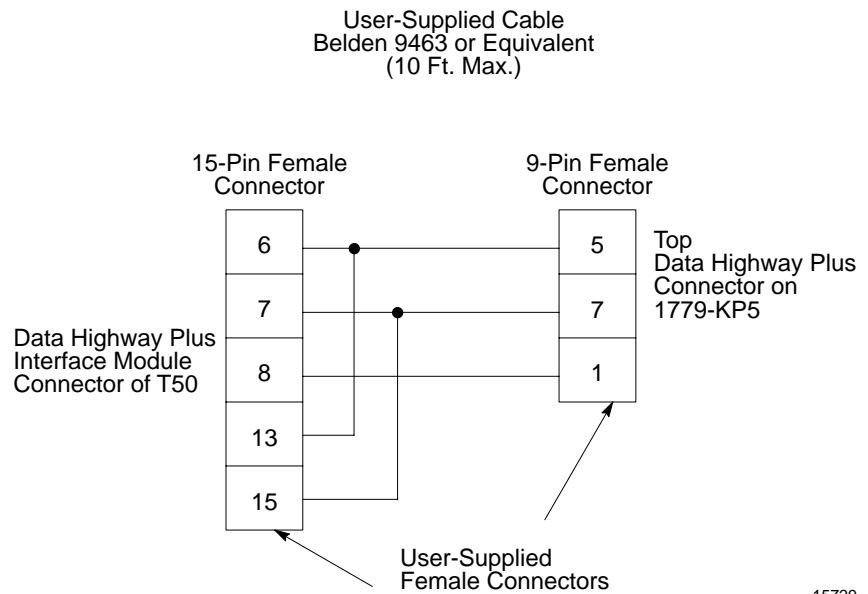 User-Supplied Cable
Belden 9463 or Equivalent
(10 Ft. Max.)
15-Pin Female
Connector
9-Pin Female
Connector
6
7
8
13
15
5
7
1
Top
Data Highway Plus
Connector on
1779-KP5
Data Highway Plus
Interface Module
Connector of T50
User-Supplied
Female Connectors